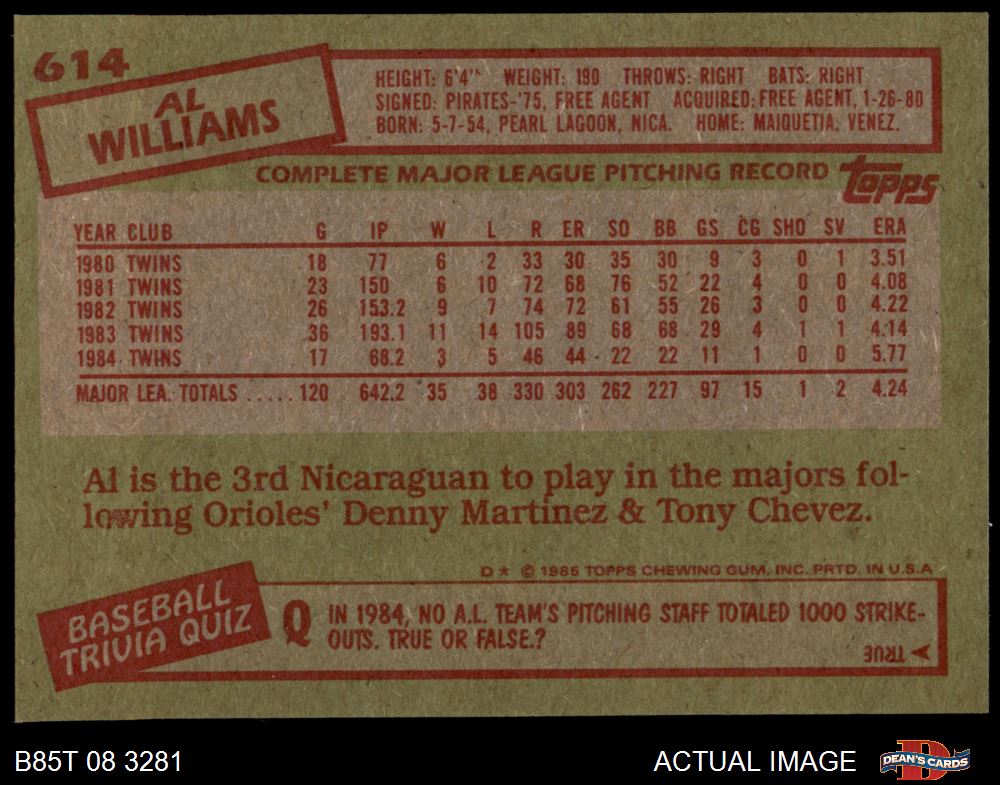 614
AL
WILLIAMS
HEIGHT: 6'4" WEIGHT: 190 THROWS: RIGHT BATS: RIGHT
SIGNED: PIRATES-'75, FREE AGENT ACQUIRED: FREE AGENT, 1-26-80
BORN: 5-7-54, PEARL LAGOON, NICA. HOME: MAIQUETIA, VENEZ.
COMPLETE MAJOR LEAGUE PITCHING RECORD topps
YEAR CLUB G IP W L R ER SO BB GS CG SHO SV ERA
1980 TWINS 18 77 6 2 33 30 35 30 9 3 0 1 3.51
1981 TWINS 23 150 6 10 72 68 76 52 22 4 0 0 4.08
1982 TWINS 26 153.2 9 7 74 72 61 55 26 3 0 0 4.22
1983 TWINS 36 193.1 11 14 105 89 68 68 29 4 1 1 4.14
1984 TWINS 17 68.2 3 5 46 44 22 22 11 1 0 0 5.77
MAJOR LEA. TOTALS ..... 120 642.2 35 38 330 303 262 227 97 15 1 2 4.24
Al is the 3rd Nicaraguan to play in the majors fol-
lowing Orioles' Denny Martinez & Tony Chevez.
D* © 1985 TOPPS CHEWING GUM, INC. PRTD. IN U.S.A
BASEBALL
TRIVIA QUIZ
Q IN 1984, NO A.L. TEAM'S PITCHING STAFF TOTALED 1000 STRIKE-
OUTS. TRUE OR FALSE.?
TRUE
B85T 08 3281 ACTUAL IMAGE D DEAN'S CARDS